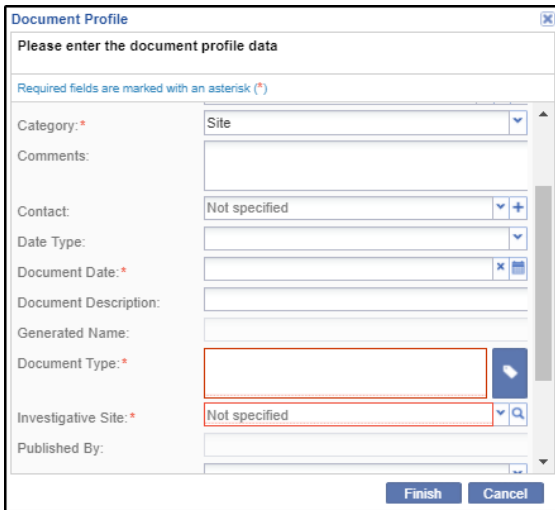 Document Profile
Please enter the document profile data
Required fields are marked with an asterisk (*)
Category:* Site
Comments:
Contact: Not specified
Date Type:
Document Date:*
Document Description:
Generated Name:
Document Type:*
Investigative Site:* Not specified
Published By:
Finish Cancel